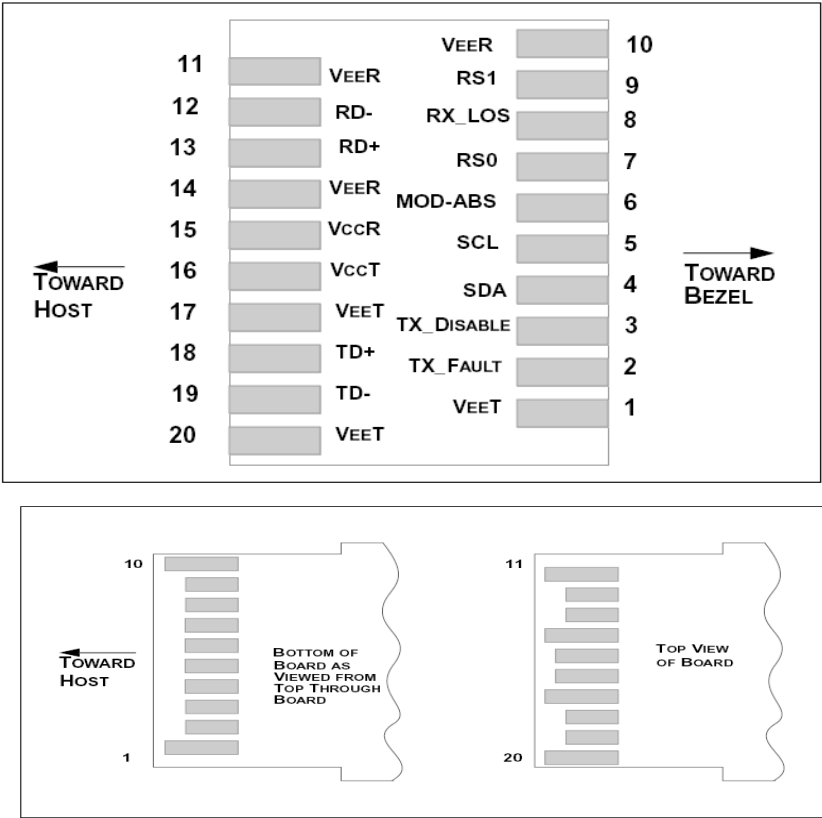 11 VEER
12 RD-
13 RD+
14 VEER
15 VCCR
16 VCCT
17 VEET
18 TD+
19 TD-
20 VEET
VEER 10
RS1 9
RX_LOS 8
RS0 7
MOD-ABS 6
SCL 5
SDA 4
TX_DISABLE 3
TX_FAULT 2
VEET 1
TOWARD
HOST
TOWARD
BEZEL
10
TOWARD
HOST
1
BOTTOM OF
BOARD AS
VIEWED FROM
TOP THROUGH
BOARD
11
20
TOP VIEW
OF BOARD